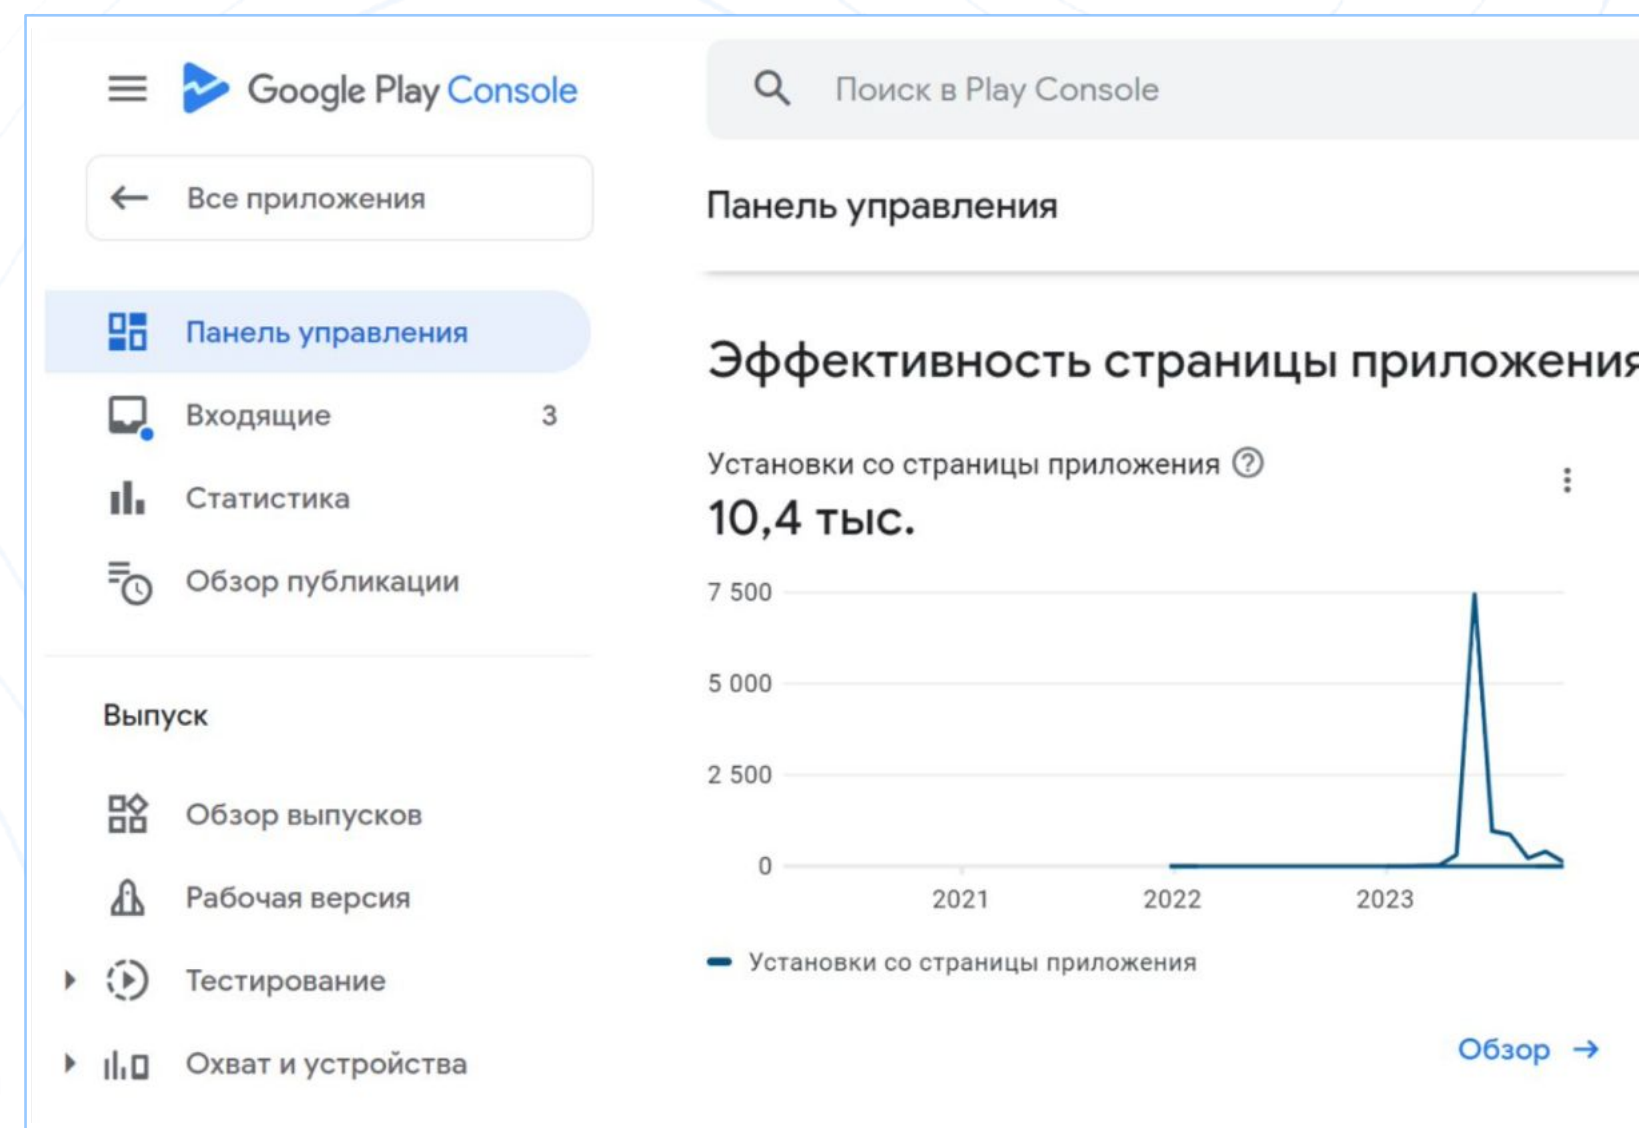 Google Play Console
Поиск в Play Console
Все приложения
Панель управления
Панель управления
Входящие 3
Статистика
Обзор публикации
Выпуск
Обзор выпусков
Рабочая версия
Тестирование
Охват и устройства
Эффективность страницы приложения
Установки со страницы приложения
10,4 тыс.
7 500
5 000
2 500
0
2021 2022 2023
Установки со страницы приложения
Обзор →